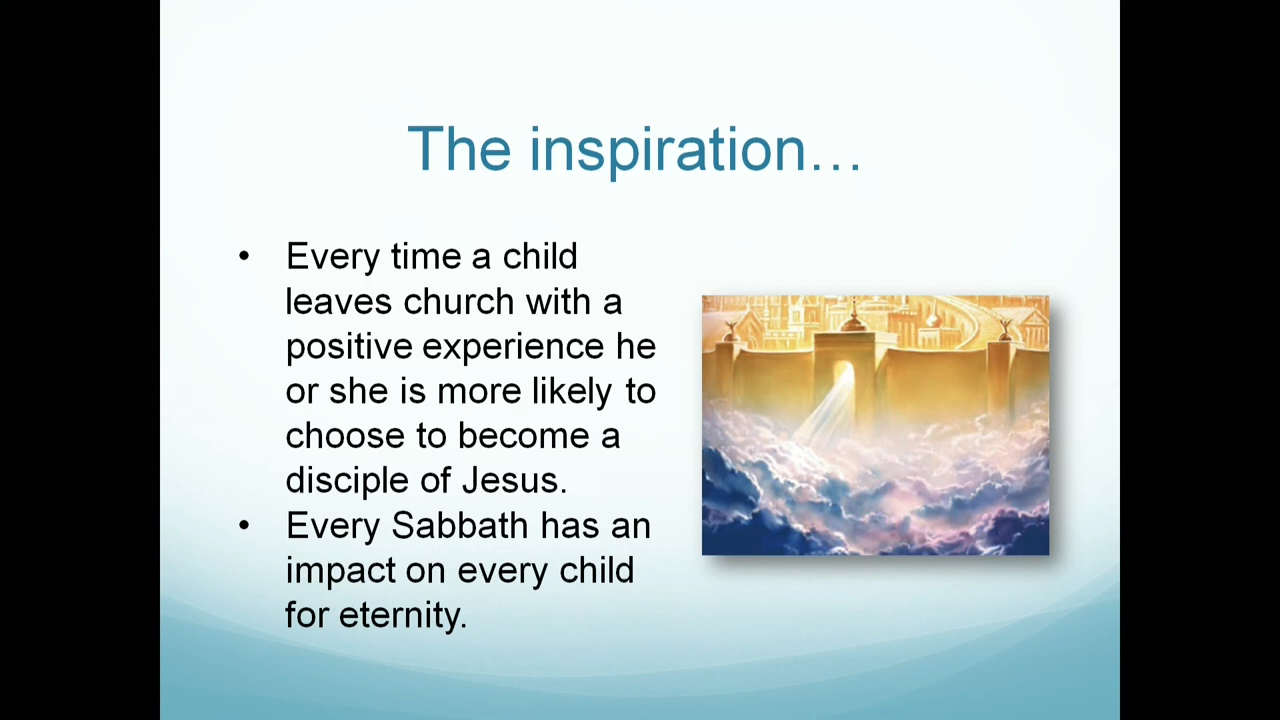 The inspiration…
• Every time a child
leaves church with a
positive experience he
or she is more likely to
choose to become a
disciple of Jesus.
• Every Sabbath has an
impact on every child
for eternity.